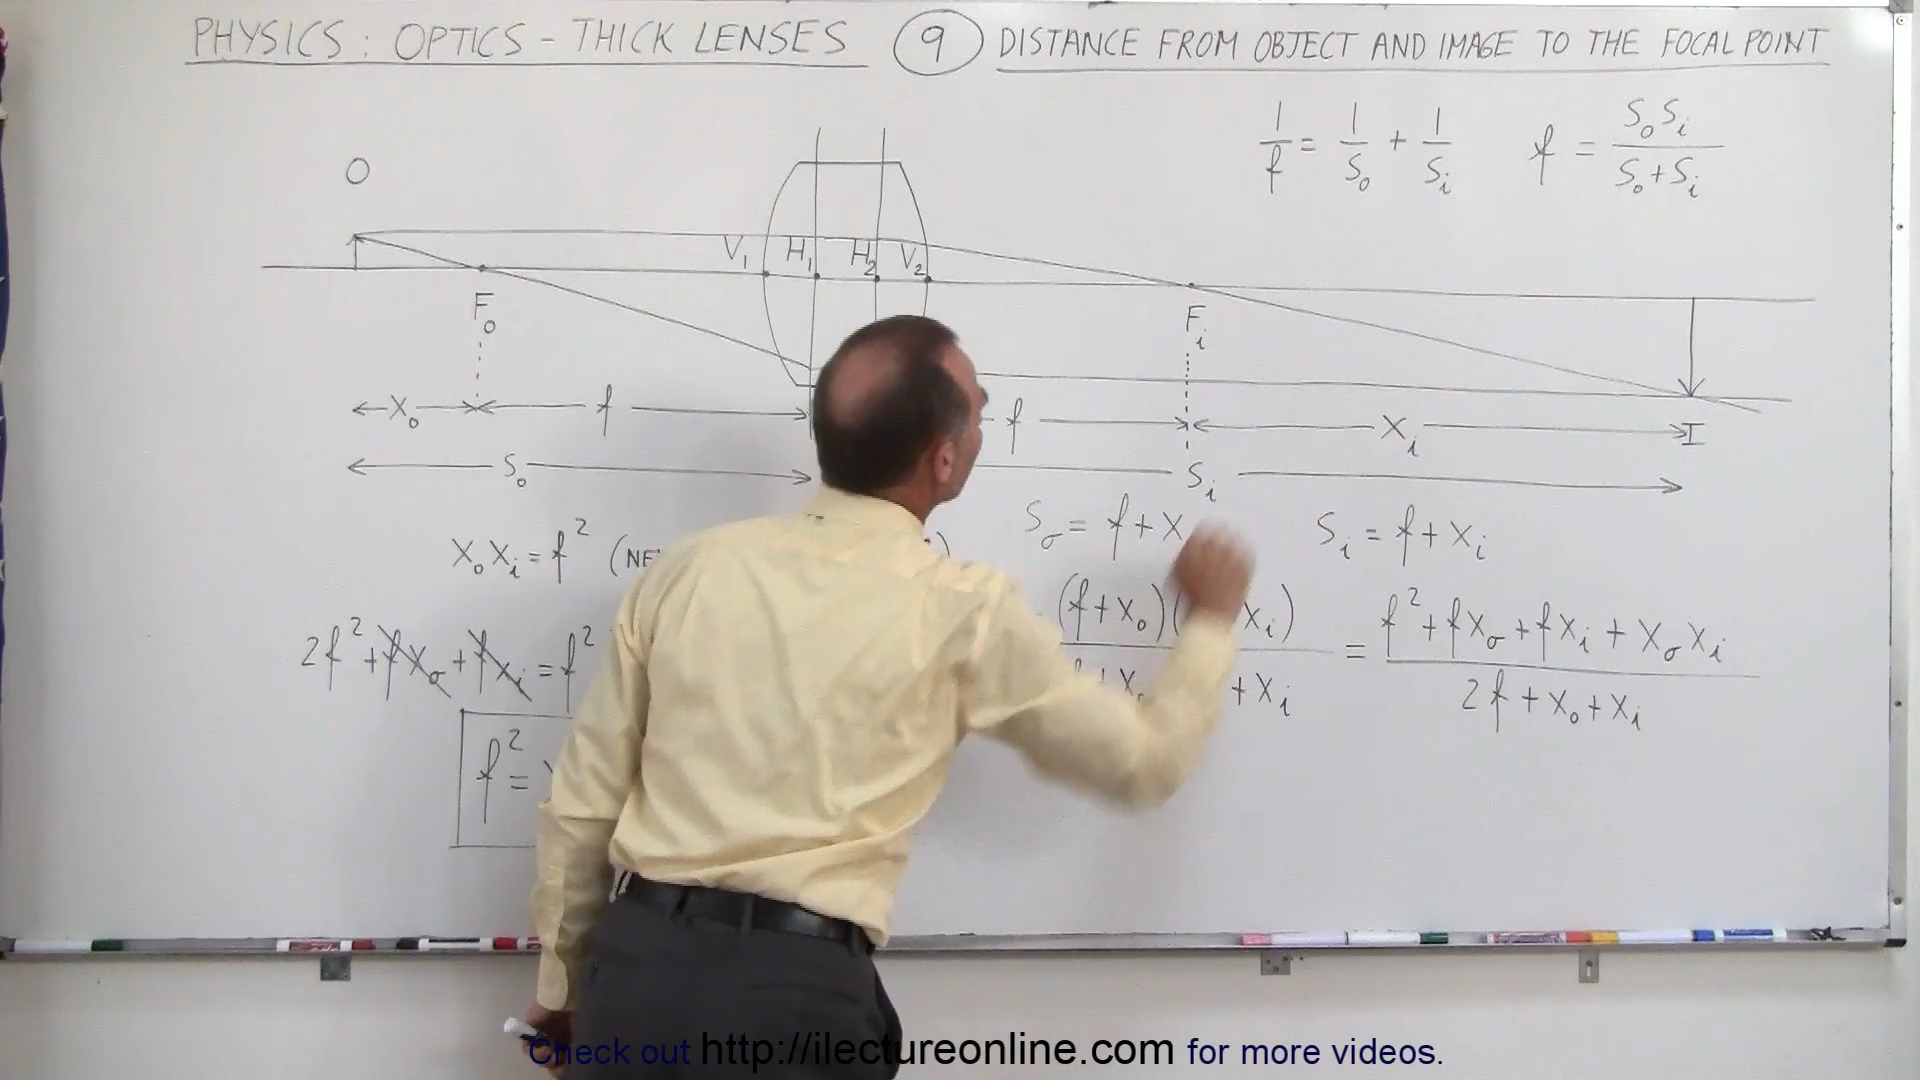 PHYSICS: OPTICS - THICK LENSES ⑨ DISTANCE FROM OBJECT AND IMAGE TO THE FOCAL POINT
1/f = 1/S₀ + 1/Sᵢ f = S₀Sᵢ / (S₀+Sᵢ)
O
V₁ H₁ H₂ V₂
F₀ Fᵢ
X₀ f f Xᵢ I
S₀ Sᵢ
S₀ = f+X Sᵢ = f+Xᵢ
X₀Xᵢ = f² (NE )
(f+X₀)( Xᵢ) / + X + Xᵢ = f²+fX₀+fXᵢ+X₀Xᵢ / 2f+X₀+Xᵢ
2f²+fX₀+fXᵢ = f²
f² =
Check out http://ilectureonline.com for more videos.